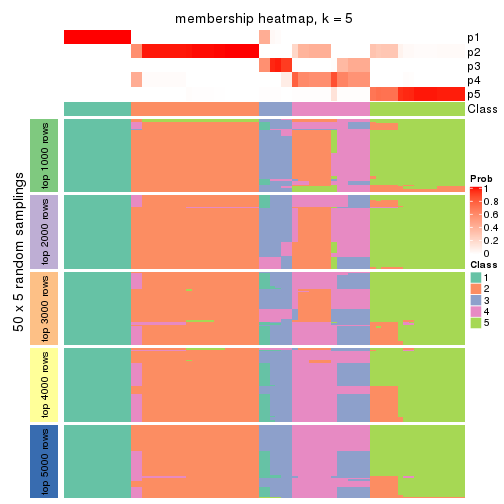 membership heatmap, k = 5
p1
p2
p3
p4
p5
Class
50 x 5 random samplings
top 1000 rows
top 2000 rows
top 3000 rows
top 4000 rows
top 5000 rows
Prob
1
0.8
0.6
0.4
0.2
0
Class
1
2
3
4
5